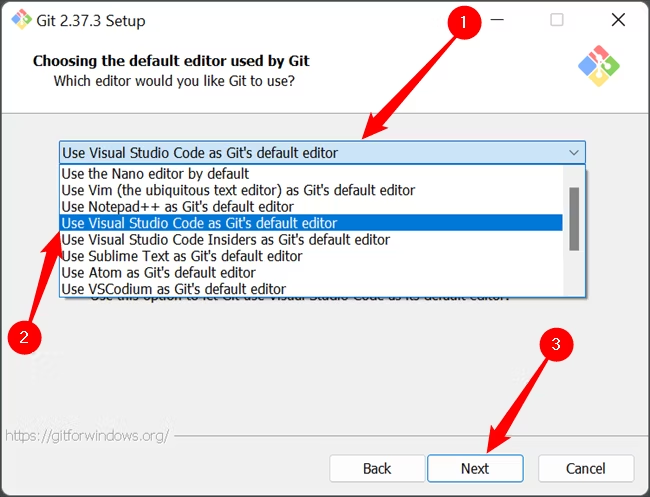 Git 2.37.3 Setup
1
Choosing the default editor used by Git
Which editor would you like Git to use?
Use Visual Studio Code as Git's default editor
Use the Nano editor by default
Use Vim (the ubiquitous text editor) as Git's default editor
Use Notepad++ as Git's default editor
Use Visual Studio Code as Git's default editor
Use Visual Studio Code Insiders as Git's default editor
Use Sublime Text as Git's default editor
Use Atom as Git's default editor
Use VSCodium as Git's default editor
Use this option to let Git use Visual Studio Code as its default editor.
2
3
https://gitforwindows.org/
Back
Next
Cancel